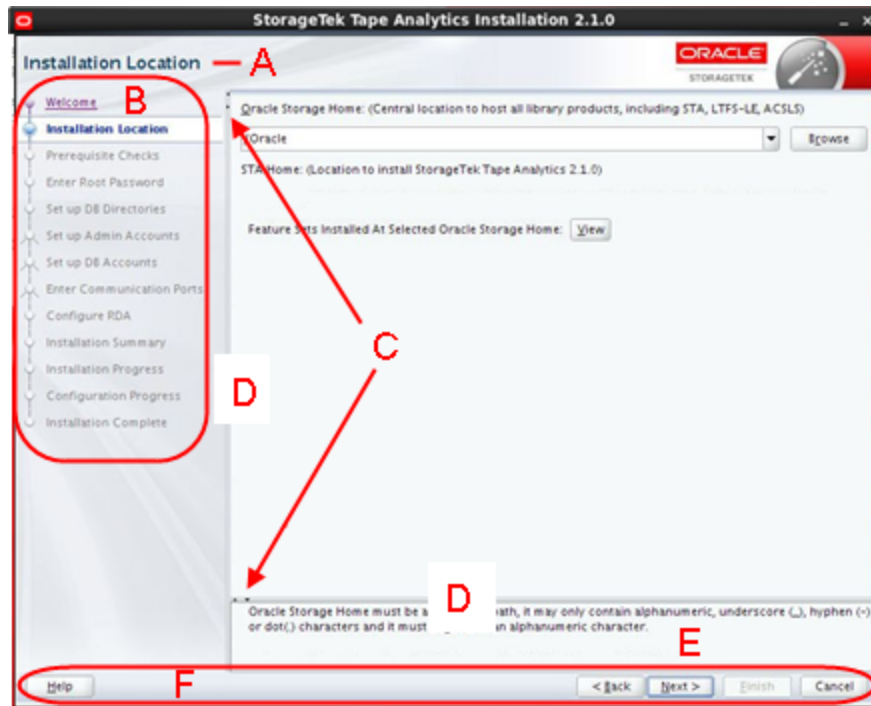 StorageTek Tape Analytics Installation 2.1.0
Installation Location
A
ORACLE
STORAGETEK
B
Welcome
Installation Location
Prerequisite Checks
Enter Root Password
Set up DB Directories
Set up Admin Accounts
Set up DB Accounts
Enter Communication Ports
Configure RDA
Installation Summary
Installation Progress
Configuration Progress
Installation Complete
D
Oracle Storage Home: (Central location to host all library products, including STA, LTFS-LE, ACSLS)
/Oracle
Browse
STA Home: (Location to install StorageTek Tape Analytics 2.1.0)
Feature Sets Installed At Selected Oracle Storage Home: View
C
D
Oracle Storage Home must be a ath, it may only contain alphanumeric, underscore (_), hyphen (-)
or dot(.) characters and it must an alphanumeric character.
E
F
Help
< Back
Next >
Finish
Cancel